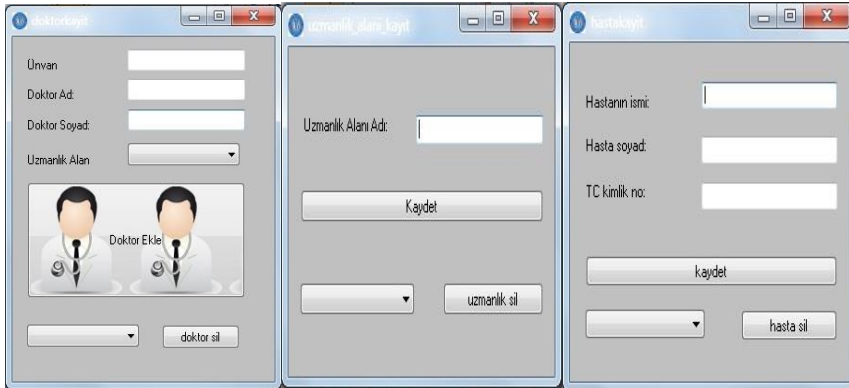 doktorkayit
Ünvan
Doktor Ad:
Doktor Soyad:
Uzmanlık Alan
Doktor Ekle
doktor sil
uzmanlik_alani_kayit
Uzmanlık Alanı Adı:
Kaydet
uzmanlık sil
hastakayit
Hastanın ismi:
Hasta soyad:
TC kimlik no:
kaydet
hasta sil